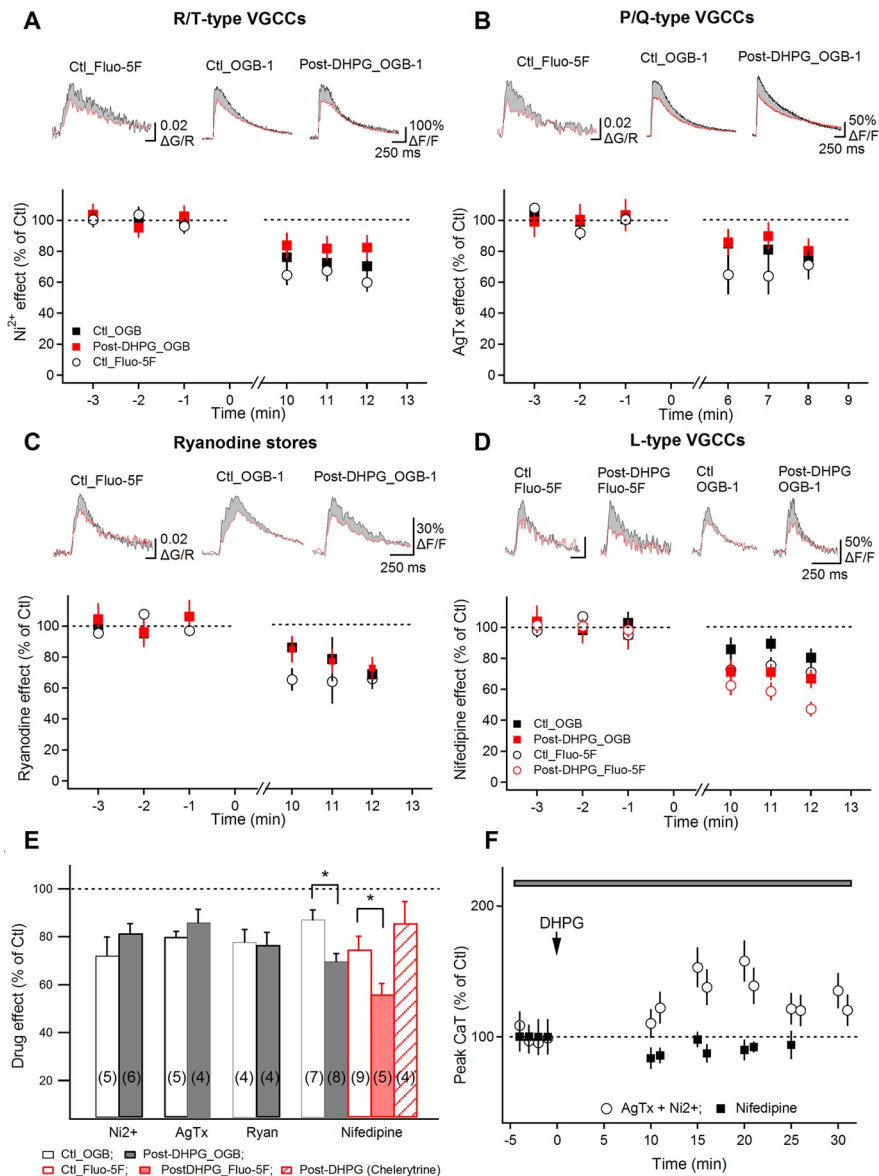 A
R/T-type VGCCs
Ctl_Fluo-5F
Ctl_OGB-1
Post-DHPG_OGB-1
0.02
ΔG/R
100%
ΔF/F
250 ms
Ni2+ effect (% of Ctl)
100
80
60
40
20
0
Ctl_OGB
Post-DHPG_OGB
Ctl_Fluo-5F
-3 -2 -1 0 10 11 12 13
Time (min)
B
P/Q-type VGCCs
Ctl_Fluo-5F
Ctl_OGB-1
Post-DHPG_OGB-1
0.02
ΔG/R
50%
ΔF/F
250 ms
AgTx effect (% of Ctl)
100
80
60
40
20
0
-3 -2 -1 0 6 7 8 9
Time (min)
C
Ryanodine stores
Ctl_Fluo-5F
Ctl_OGB-1
Post-DHPG_OGB-1
0.02
ΔG/R
30%
ΔF/F
250 ms
Ryanodine effect (% of Ctl)
100
80
60
40
20
0
-3 -2 -1 0 10 11 12 13
Time (min)
D
L-type VGCCs
Ctl
Fluo-5F
Post-DHPG
Fluo-5F
Ctl
OGB-1
Post-DHPG
OGB-1
50%
ΔF/F
250 ms
Nifedipine effect (% of Ctl)
100
80
60
40
20
0
Ctl_OGB
Post-DHPG_OGB
Ctl_Fluo-5F
Post-DHPG_Fluo-5F
-3 -2 -1 0 10 11 12 13
Time (min)
E
Drug effect (% of Ctl)
100
80
60
40
20
* *
(5) (6) (5) (4) (4) (4) (7) (8) (9) (5) (4)
Ni2+ AgTx Ryan Nifedipine
Ctl_OGB; Post-DHPG_OGB;
Ctl_Fluo-5F; PostDHPG_Fluo-5F; Post-DHPG (Chelerytrine)
F
Peak CaT (% of Ctl)
200
100
DHPG
AgTx + Ni2+; Nifedipine
-5 0 5 10 15 20 25 30
Time (min)